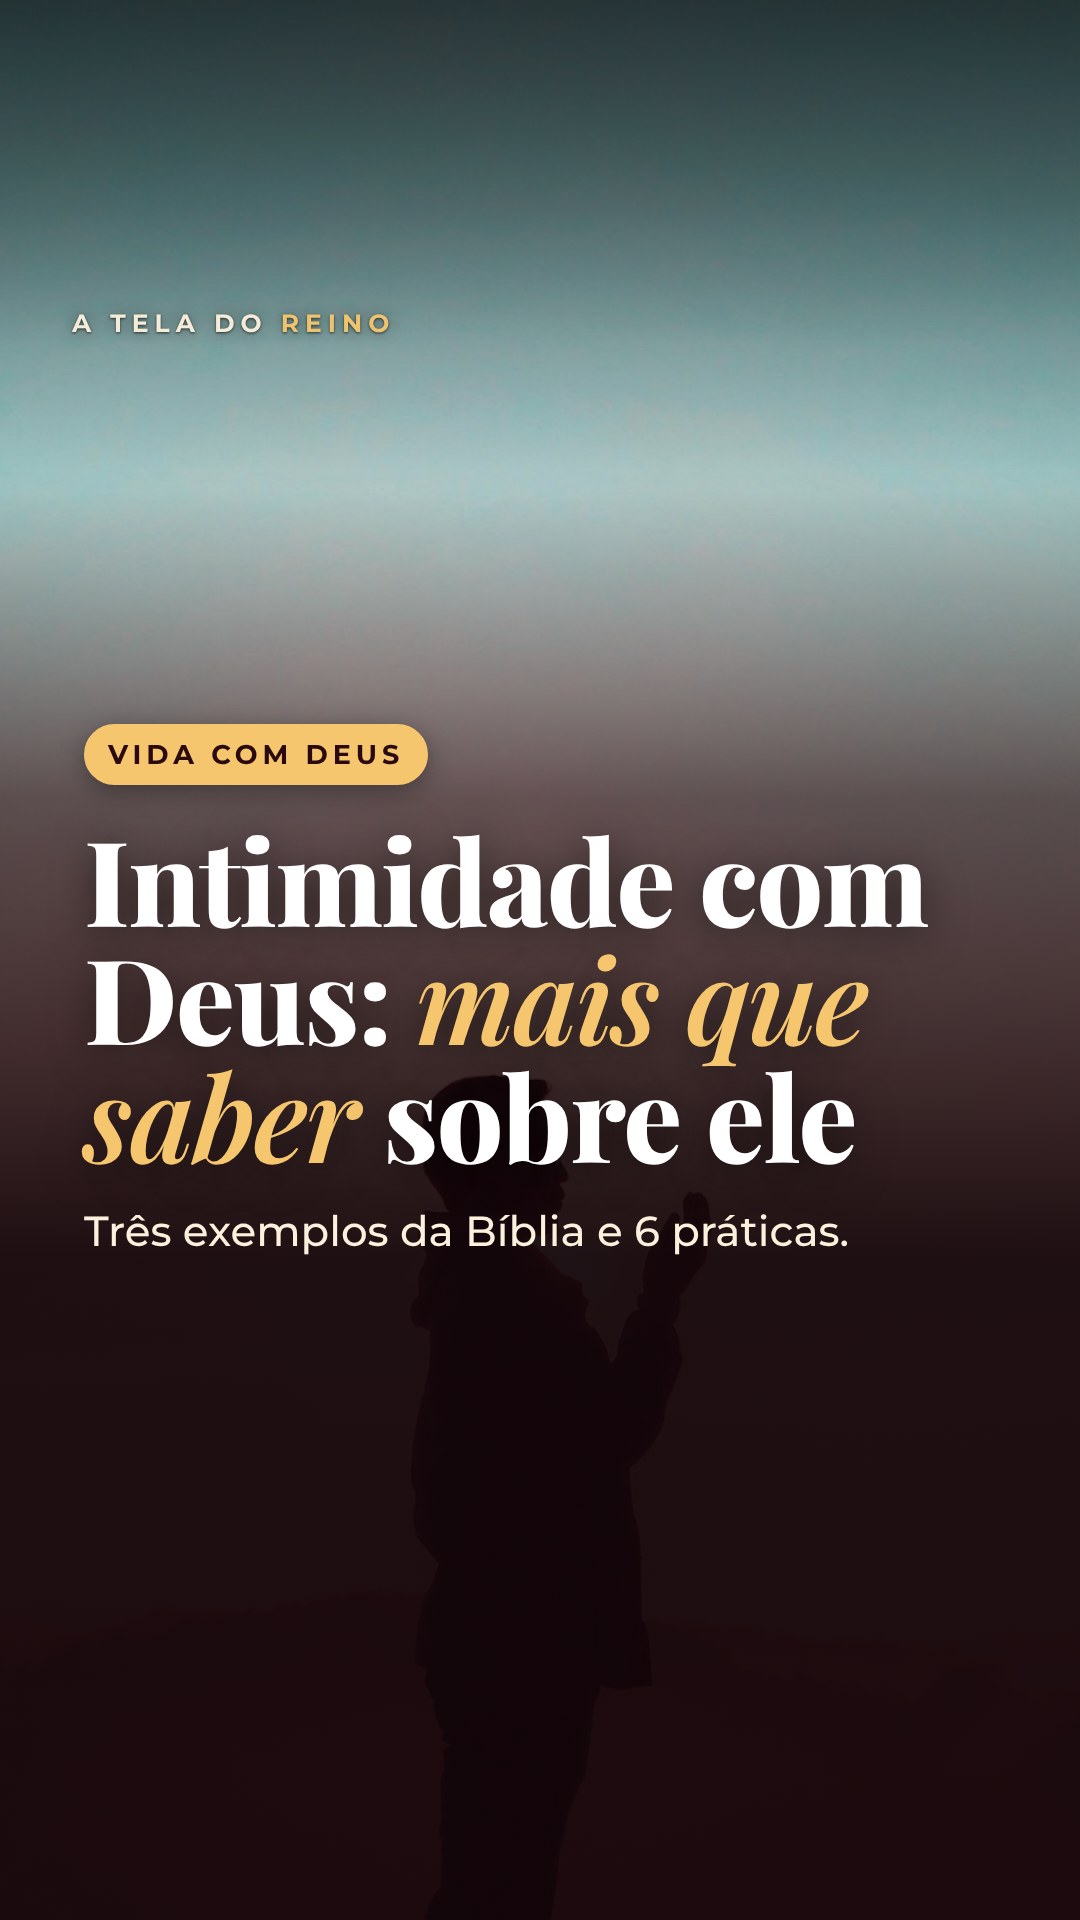 A TELA DO REINO
VIDA COM DEUS
Intimidade com
Deus: mais que
saber sobre ele
Três exemplos da Bíblia e 6 práticas.